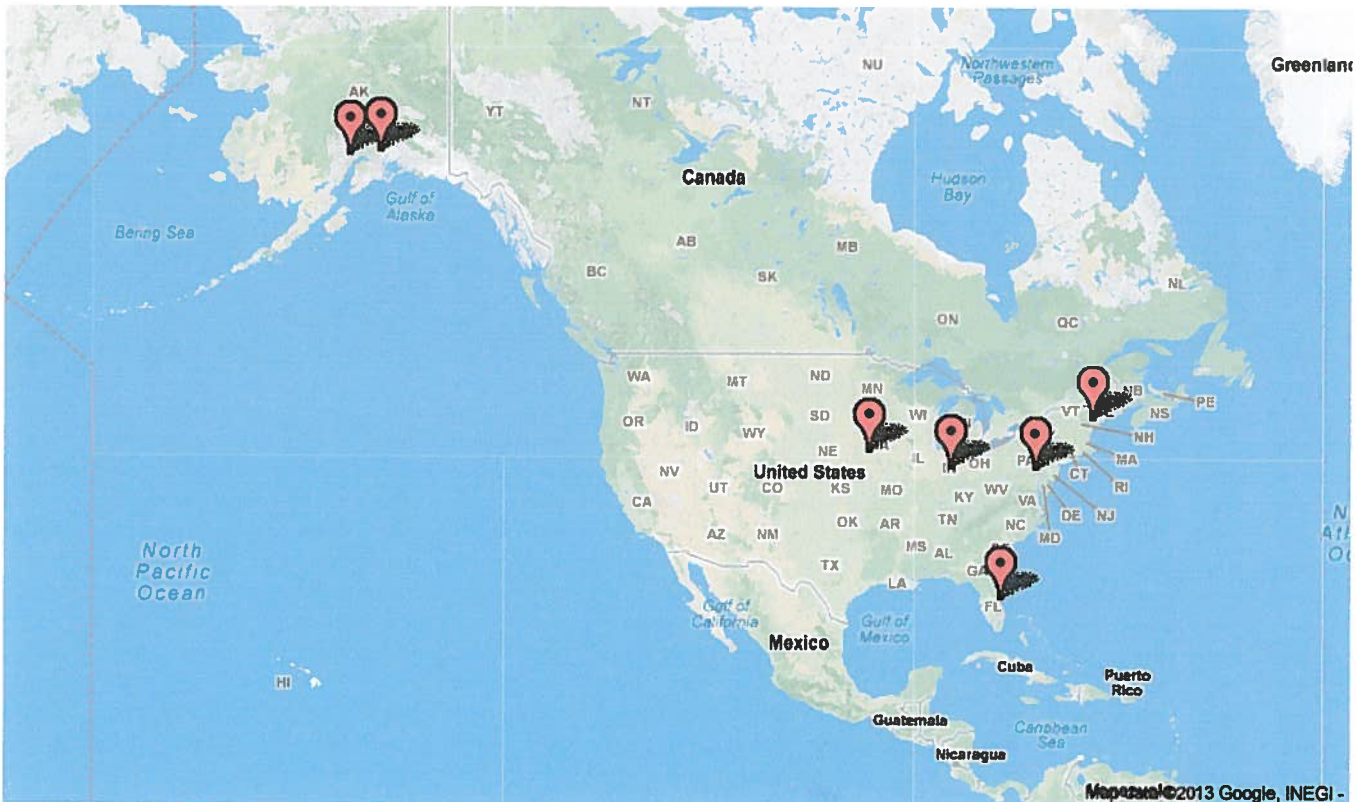 Greenland
NU
Northwestern
Passages
AK
NT
YT
Canada
Hudson
Bay
Gulf of
Alaska
Bering Sea
AB
MB
BC
SK
NL
ON
QC
WA
MT
ND
MN
NB
PE
VT
NS
OR
ID
SD
WI
WY
NH
NE
IL
OH
PA
MA
United States
NV
CT
UT
CO
KS
MO
RI
CA
KY
WV
VA
DE
NJ
OK
AR
TN
NC
MD
AZ
NM
MS
AL
North
Pacific
Ocean
TX
GA
LA
FL
Gulf of
California
Gulf of
Mexico
Mexico
HI
Cuba
Puerto
Rico
Guatemala
Caribbean
Sea
Nicaragua
Map data ©2013 Google, INEGI -